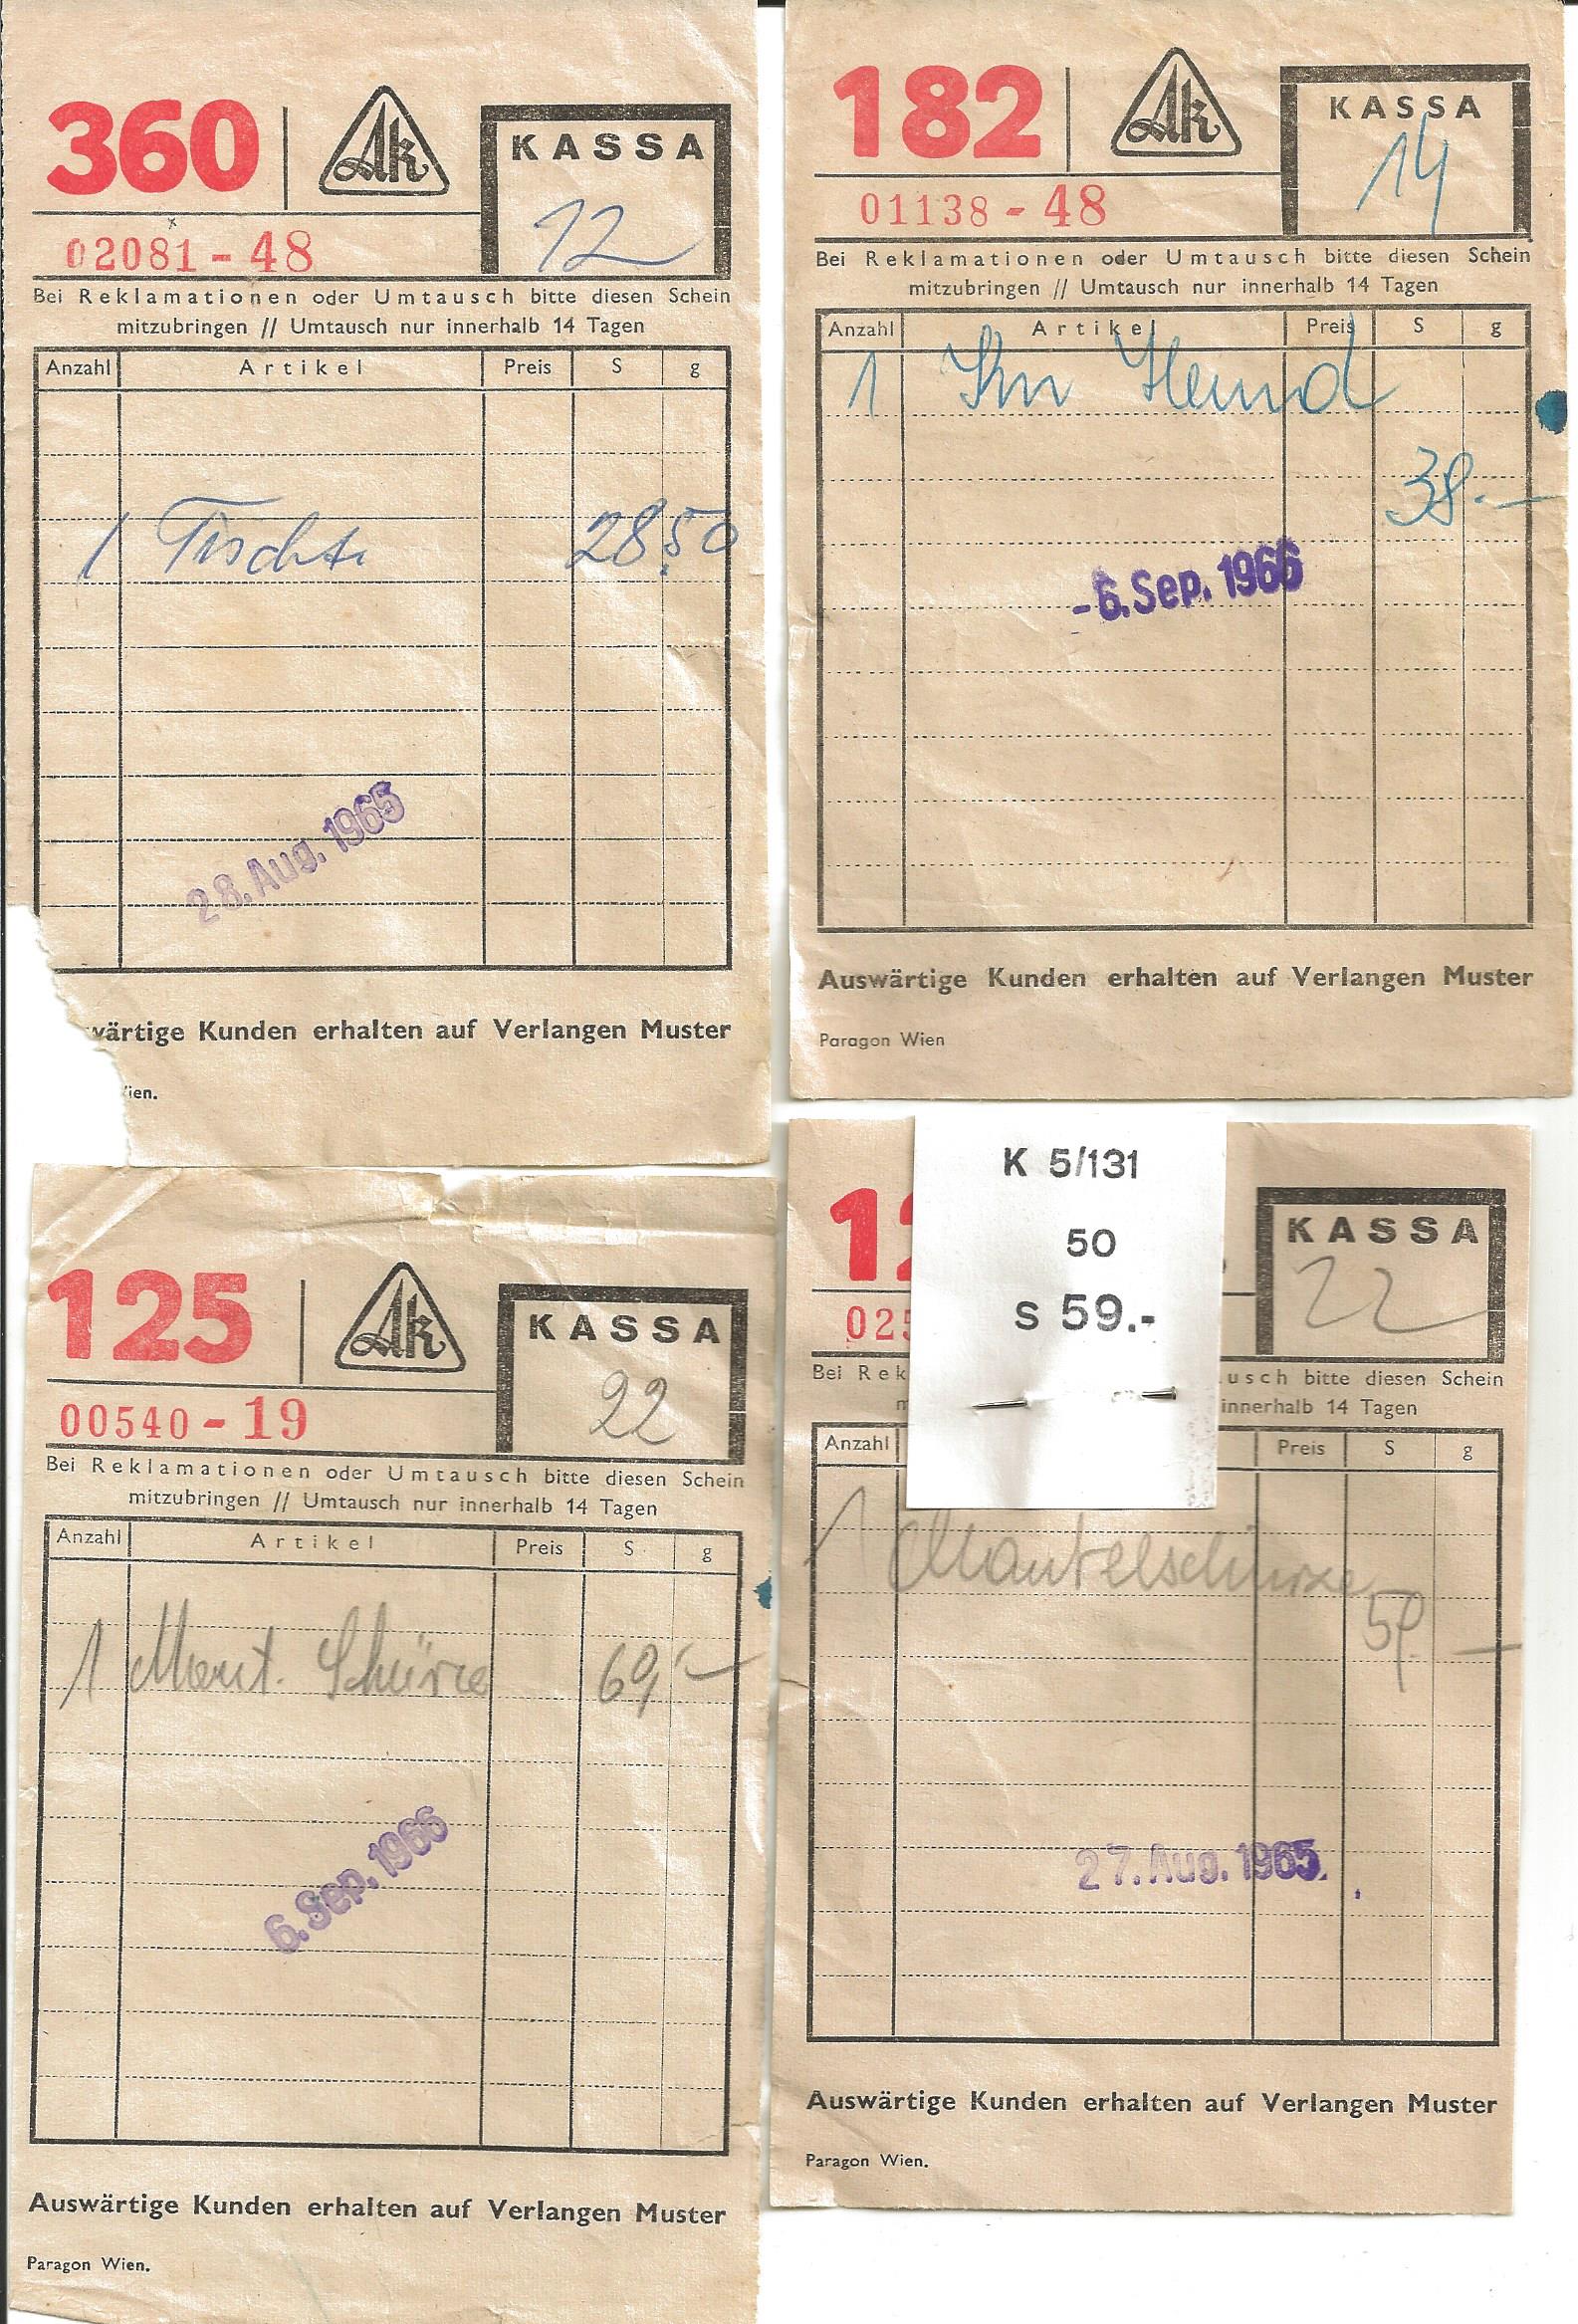 360 Ak KASSA
12
02081 - 48
Bei Reklamationen oder Umtausch bitte diesen Schein
mitzubringen // Umtausch nur innerhalb 14 Tagen
Anzahl Artikel Preis S g
1 28.50
28. Aug. 1965
wärtige Kunden erhalten auf Verlangen Muster
ien.
182 Ak KASSA
14
01138 - 48
Bei Reklamationen oder Umtausch bitte diesen Schein
mitzubringen // Umtausch nur innerhalb 14 Tagen
Anzahl Artikel Preis S g
1 Hemd
38.-
-6. Sep. 1966
Auswärtige Kunden erhalten auf Verlangen Muster
Paragon Wien
125 Ak KASSA
22
00540 - 19
Bei Reklamationen oder Umtausch bitte diesen Schein
mitzubringen // Umtausch nur innerhalb 14 Tagen
Anzahl Artikel Preis S g
1 Mant. Schürze 69,-
6. Sep. 1966
Auswärtige Kunden erhalten auf Verlangen Muster
Paragon Wien.
K 5/131
50
S 59.-
12 KASSA
22
025
Bei Rek usch bitte diesen Schein
m innerhalb 14 Tagen
Anzahl Preis S g
1 Mantelschürze
59.-
27. Aug. 1965.
Auswärtige Kunden erhalten auf Verlangen Muster
Paragon Wien.